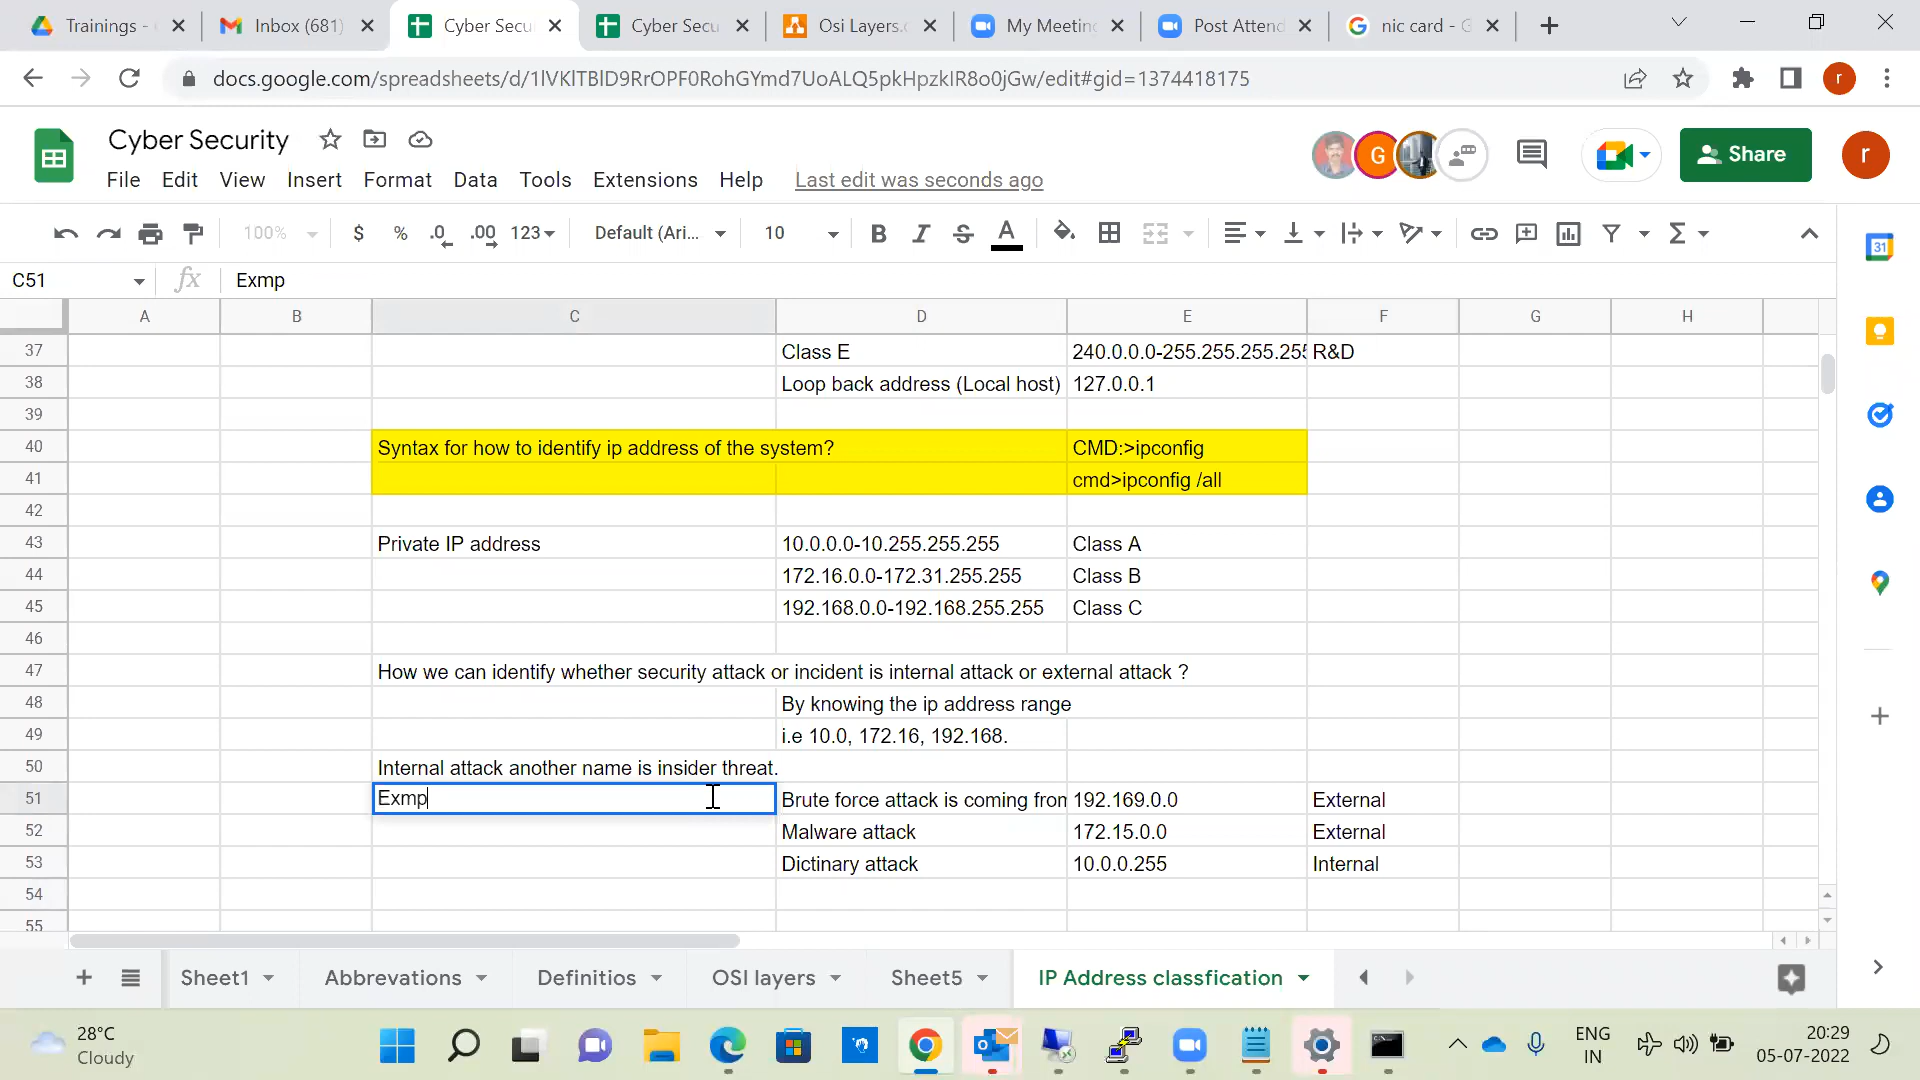 Trainings -
Inbox (681)
Cyber Secu
Cyber Secu
Osi Layers.
My Meetin
Post Attend
nic card - G
docs.google.com/spreadsheets/d/1lVKlTBlD9RrOPF0RohGYmd7UoALQ5pkHpzkIR8o0jGw/edit#gid=1374418175
r
Cyber Security
G
Share
r
File Edit View Insert Format Data Tools Extensions Help Last edit was seconds ago
100% $ % .0 .00 123 Default (Ari... 10 B I S A
31
C51 fx Exmp
A B C D E F G H
37 Class E 240.0.0.0-255.255.255.255 R&D
38 Loop back address (Local host) 127.0.0.1
39
40 Syntax for how to identify ip address of the system? CMD:>ipconfig
41 cmd>ipconfig /all
42
43 Private IP address 10.0.0.0-10.255.255.255 Class A
44 172.16.0.0-172.31.255.255 Class B
45 192.168.0.0-192.168.255.255 Class C
46
47 How we can identify whether security attack or incident is internal attack or external attack ?
48 By knowing the ip address range
49 i.e 10.0, 172.16, 192.168.
50 Internal attack another name is insider threat.
51 Exmp Brute force attack is coming from 192.169.0.0 External
52 Malware attack 172.15.0.0 External
53 Dictinary attack 10.0.0.255 Internal
54
55
Sheet1 Abbrevations Definitios OSI layers Sheet5 IP Address classfication
28°C
Cloudy
ENG
IN
20:29
05-07-2022